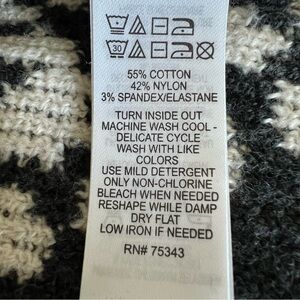 30
55% COTTON
42% NYLON
3% SPANDEX/ELASTANE
TURN INSIDE OUT
MACHINE WASH COOL -
DELICATE CYCLE
WASH WITH LIKE
COLORS
USE MILD DETERGENT
ONLY NON-CHLORINE
BLEACH WHEN NEEDED
RESHAPE WHILE DAMP
DRY FLAT
LOW IRON IF NEEDED
RN# 75343